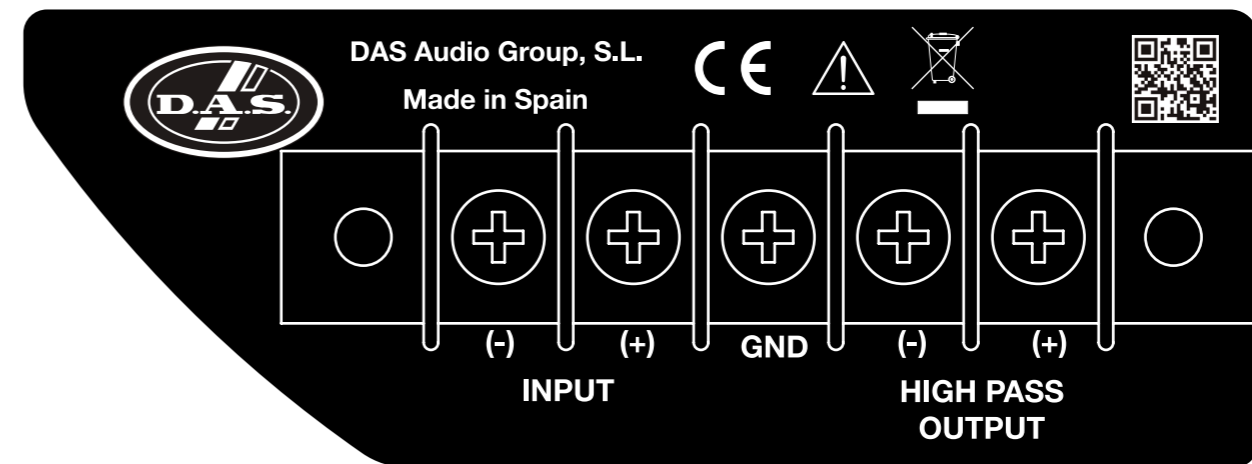 D.A.S.
DAS Audio Group, S.L.
Made in Spain
CE
(-) (+) GND (-) (+)
INPUT
HIGH PASS
OUTPUT